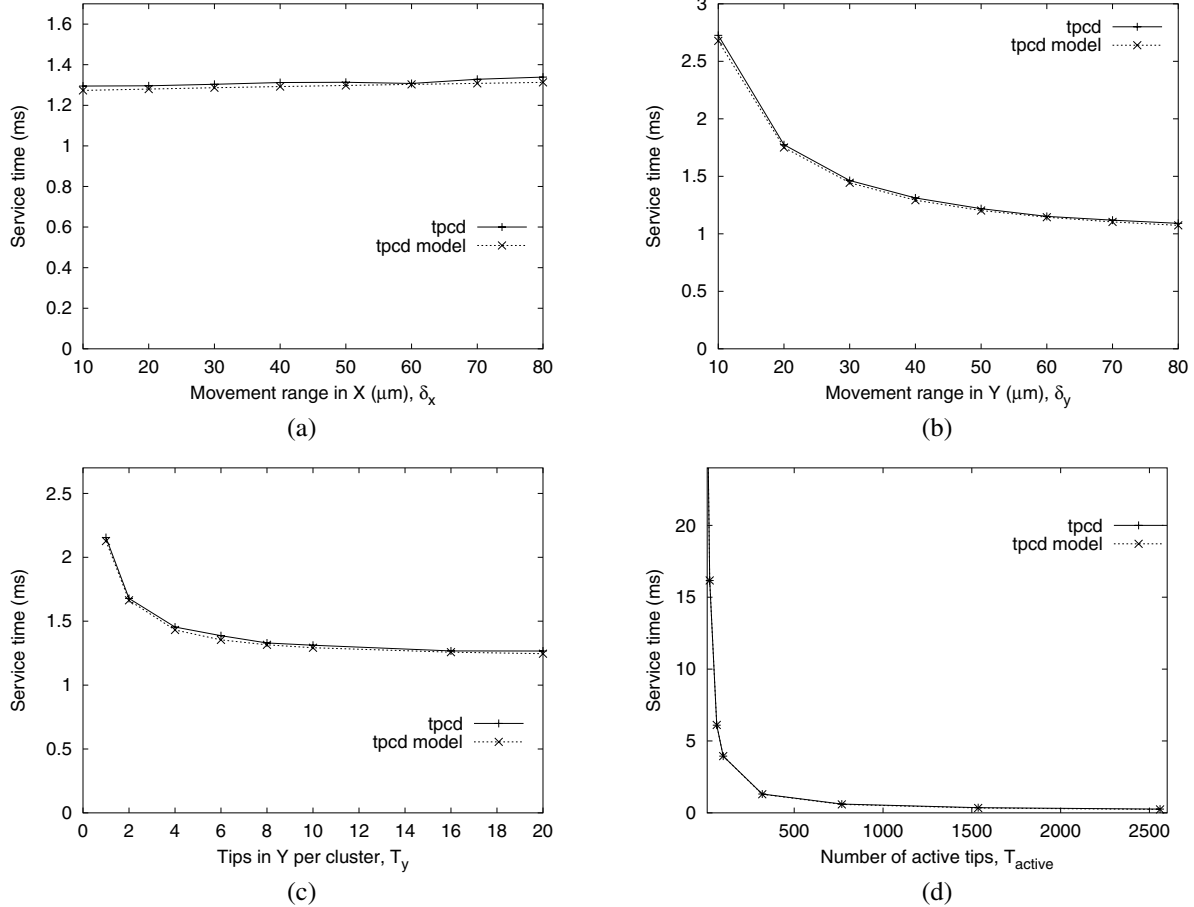 1.6
1.4
1.2
1
0.8
0.6
0.4
0.2
0
Service time (ms)
tpcd
tpcd model
10 20 30 40 50 60 70 80
Movement range in X (μm), δx
(a)
3
2.5
2
1.5
1
0.5
0
Service time (ms)
tpcd
tpcd model
10 20 30 40 50 60 70 80
Movement range in Y (μm), δy
(b)
2.5
2
1.5
1
0.5
0
Service time (ms)
tpcd
tpcd model
0 2 4 6 8 10 12 14 16 18 20
Tips in Y per cluster, Ty
(c)
20
15
10
5
0
Service time (ms)
tpcd
tpcd model
500 1000 1500 2000 2500
Number of active tips, Tactive
(d)